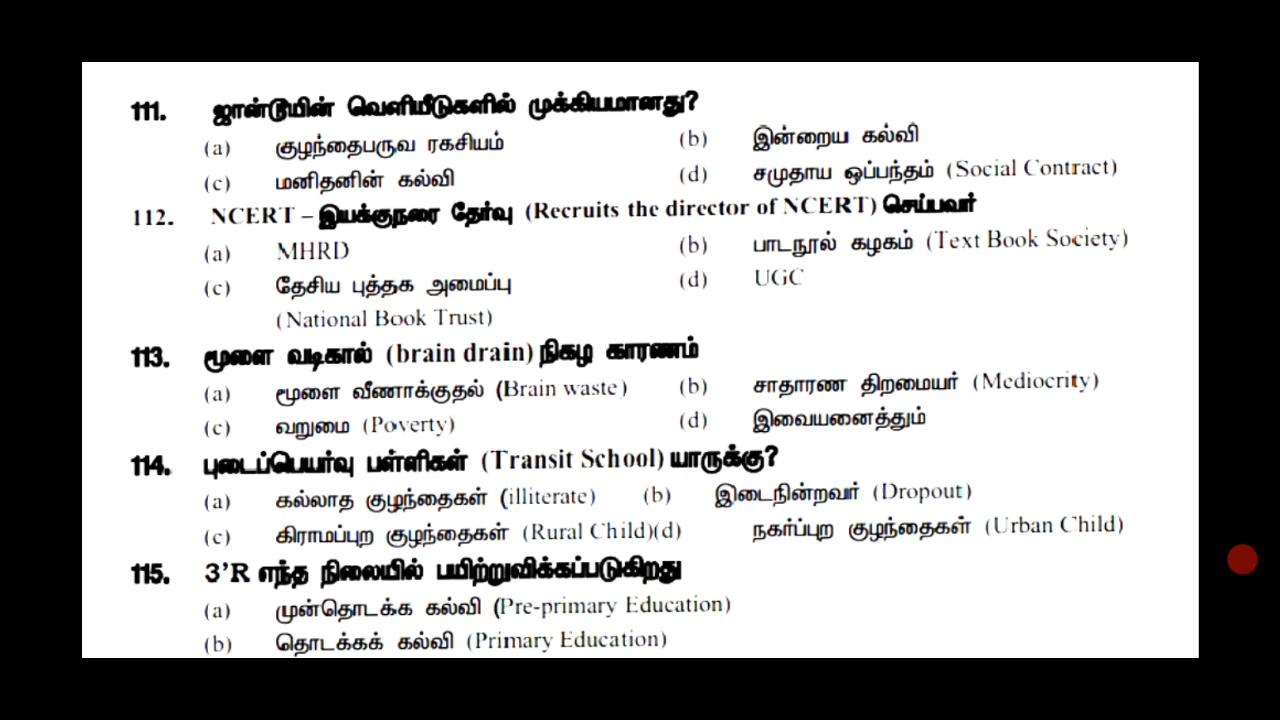 111. ஜான்டூயின் வெளியீடுகளில் முக்கியமானது?
(a) குழந்தைபருவ ரகசியம் (b) இன்றைய கல்வி
(c) மனிதனின் கல்வி (d) சமுதாய ஒப்பந்தம் (Social Contract)
112. NCERT – இயக்குநரை தேர்வு (Recruits the director of NCERT) செய்பவர்
(a) MHRD (b) பாடநூல் கழகம் (Text Book Society)
(c) தேசிய புத்தக அமைப்பு (d) UGC
(National Book Trust)
113. மூளை வடிகால் (brain drain) நிகழ காரணம்
(a) மூளை வீணாக்குதல் (Brain waste) (b) சாதாரண திறமையர் (Mediocrity)
(c) வறுமை (Poverty) (d) இவையனைத்தும்
114. புடைப்பெயர்வு பள்ளிகள் (Transit School) யாருக்கு?
(a) கல்லாத குழந்தைகள் (illiterate) (b) இடைநின்றவர் (Dropout)
(c) கிராமப்புற குழந்தைகள் (Rural Child)(d) நகர்ப்புற குழந்தைகள் (Urban Child)
115. 3’R எந்த நிலையில் பயிற்றுவிக்கப்படுகிறது
(a) முன்தொடக்க கல்வி (Pre-primary Education)
(b) தொடக்கக் கல்வி (Primary Education)